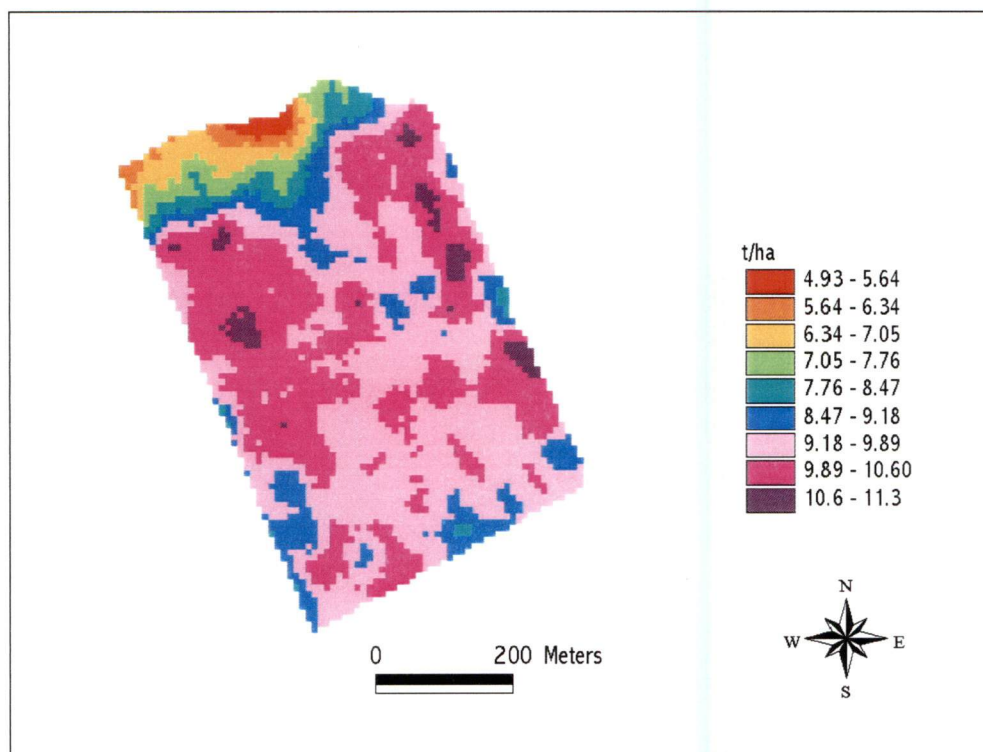 t/ha
4.93 - 5.64
5.64 - 6.34
6.34 - 7.05
7.05 - 7.76
7.76 - 8.47
8.47 - 9.18
9.18 - 9.89
9.89 - 10.60
10.6 - 11.3
N
W E
S
0 200 Meters